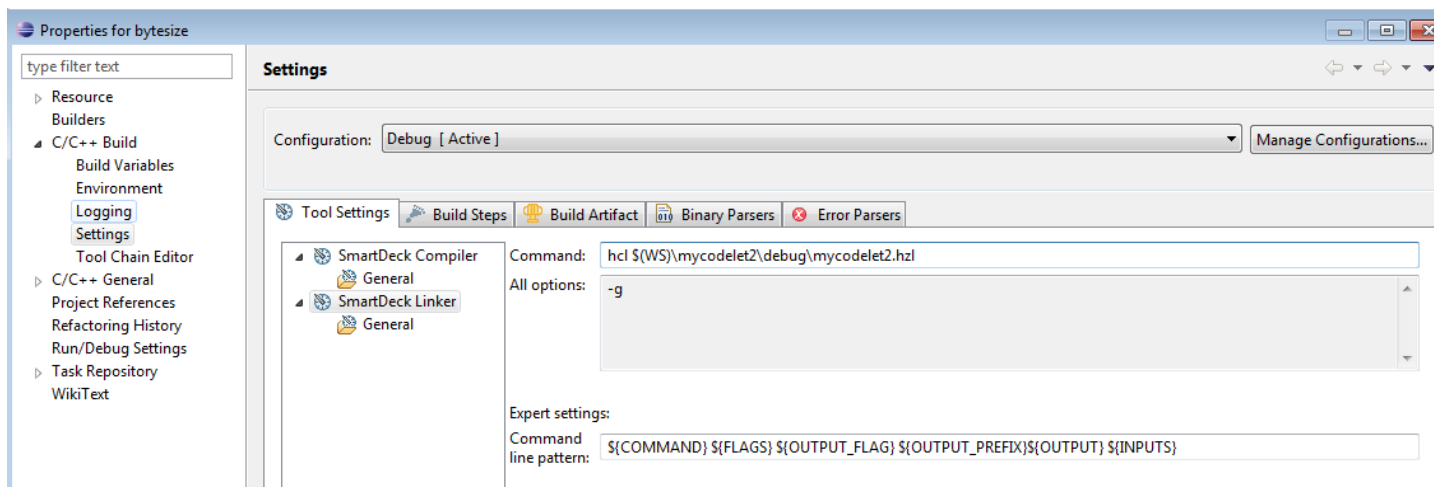 Properties for bytesize
type filter text
Resource
Builders
C/C++ Build
Build Variables
Environment
Logging
Settings
Tool Chain Editor
C/C++ General
Project References
Refactoring History
Run/Debug Settings
Task Repository
WikiText
Settings
Configuration: Debug [ Active ] Manage Configurations...
Tool Settings Build Steps Build Artifact Binary Parsers Error Parsers
SmartDeck Compiler
General
SmartDeck Linker
General
Command: hcl $(WS)\mycodelet2\debug\mycodelet2.hzl
All options: -g
Expert settings:
Command
line pattern: ${COMMAND} ${FLAGS} ${OUTPUT_FLAG} ${OUTPUT_PREFIX}${OUTPUT} ${INPUTS}